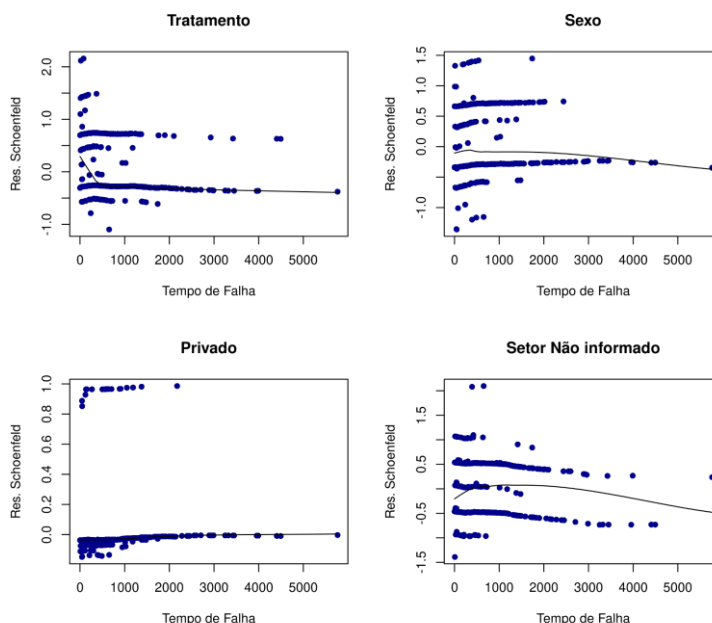 Tratamento
Res. Schoenfeld
2.0
1.0
0.0
-1.0
0 1000 2000 3000 4000 5000
Tempo de Falha
Sexo
Res. Schoenfeld
1.5
0.5
0.0
-1.0
0 1000 2000 3000 4000 5000
Tempo de Falha
Privado
Res. Schoenfeld
1.0
0.8
0.6
0.4
0.2
0.0
0 1000 2000 3000 4000 5000
Tempo de Falha
Setor Não informado
Res. Schoenfeld
1.5
0.5
-0.5
-1.5
0 1000 2000 3000 4000 5000
Tempo de Falha